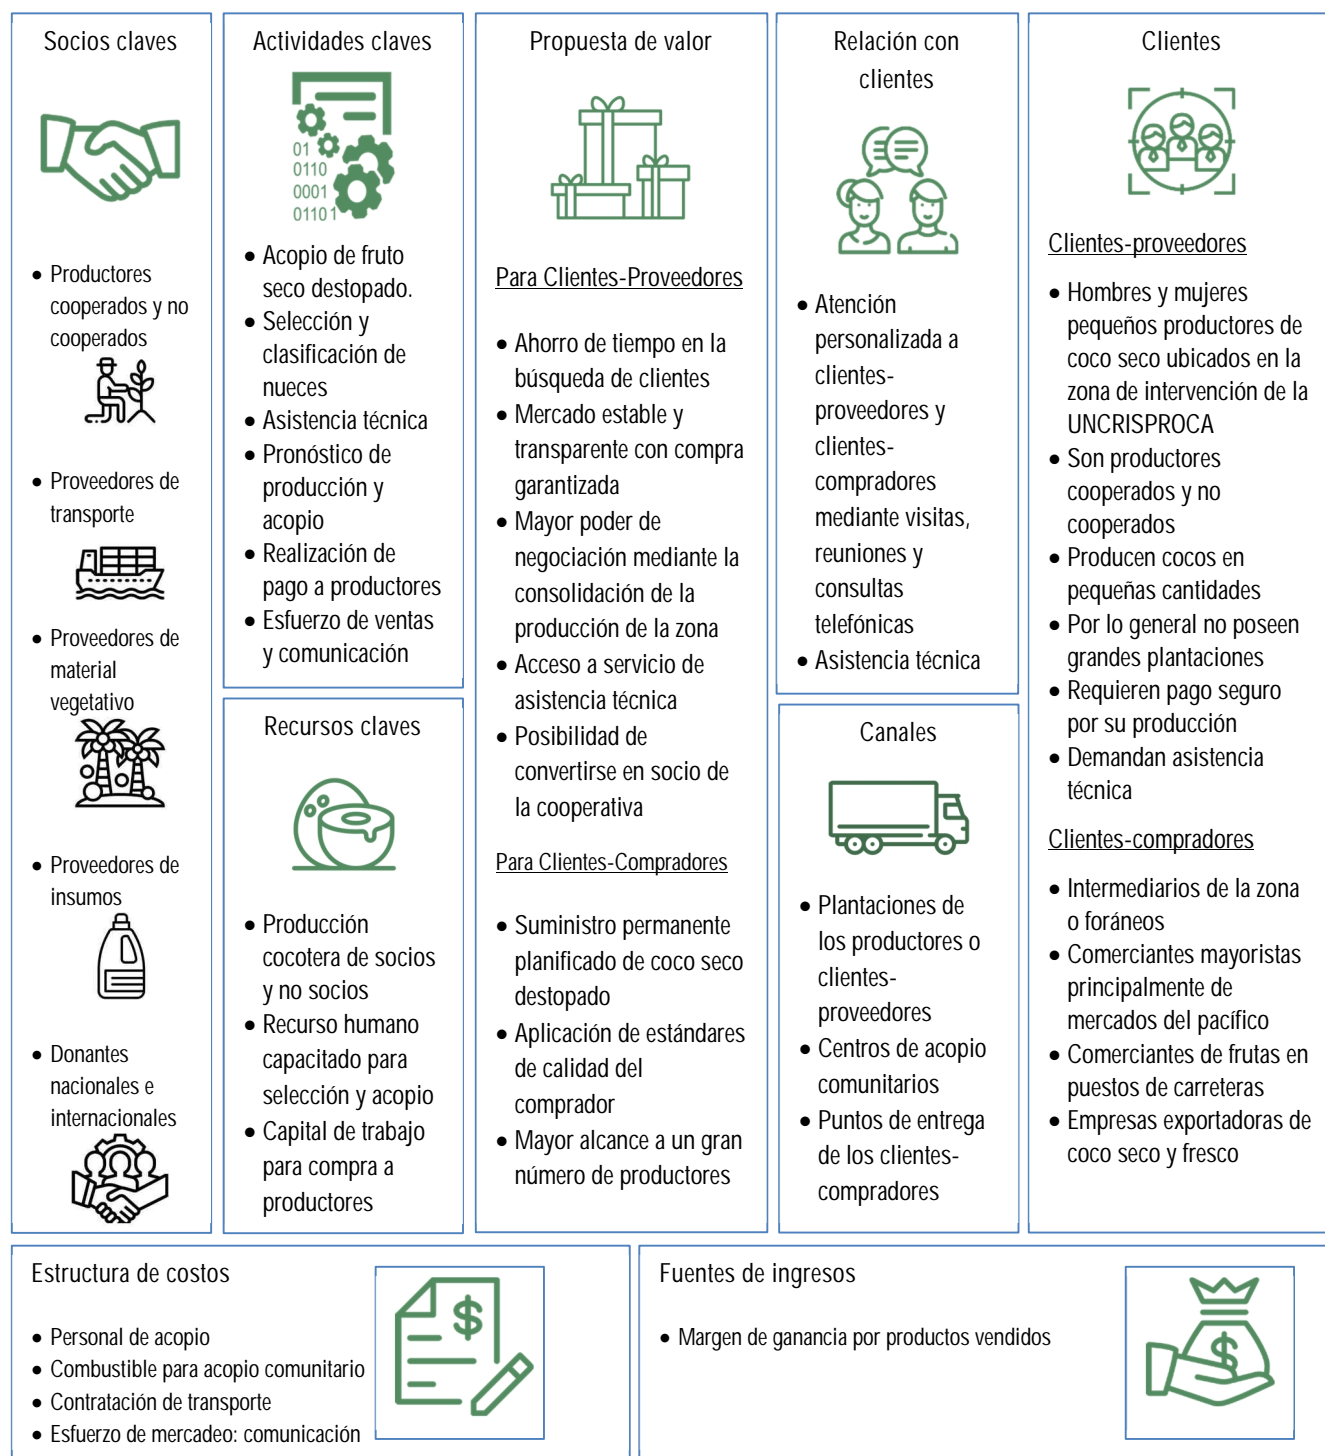 Socios claves
• Productores
cooperados y no
cooperados
• Proveedores de
transporte
• Proveedores de
material
vegetativo
• Proveedores de
insumos
• Donantes
nacionales e
internacionales
Actividades claves
01
0110
0001
01101
• Acopio de fruto
seco destopado.
• Selección y
clasificación de
nueces
• Asistencia técnica
• Pronóstico de
producción y
acopio
• Realización de
pago a productores
• Esfuerzo de ventas
y comunicación
Recursos claves
• Producción
cocotera de socios
y no socios
• Recurso humano
capacitado para
selección y acopio
• Capital de trabajo
para compra a
productores
Propuesta de valor
Para Clientes-Proveedores
• Ahorro de tiempo en la
búsqueda de clientes
• Mercado estable y
transparente con compra
garantizada
• Mayor poder de
negociación mediante la
consolidación de la
producción de la zona
• Acceso a servicio de
asistencia técnica
• Posibilidad de
convertirse en socio de
la cooperativa
Para Clientes-Compradores
• Suministro permanente
planificado de coco seco
destopado
• Aplicación de estándares
de calidad del
comprador
• Mayor alcance a un gran
número de productores
Relación con
clientes
• Atención
personalizada a
clientes-
proveedores y
clientes-
compradores
mediante visitas,
reuniones y
consultas
telefónicas
• Asistencia técnica
Canales
• Plantaciones de
los productores o
clientes-
proveedores
• Centros de acopio
comunitarios
• Puntos de entrega
de los clientes-
compradores
Clientes
Clientes-proveedores
• Hombres y mujeres
pequeños productores de
coco seco ubicados en la
zona de intervención de la
UNCRISPROCA
• Son productores
cooperados y no
cooperados
• Producen cocos en
pequeñas cantidades
• Por lo general no poseen
grandes plantaciones
• Requieren pago seguro
por su producción
• Demandan asistencia
técnica
Clientes-compradores
• Intermediarios de la zona
o foráneos
• Comerciantes mayoristas
principalmente de
mercados del pacífico
• Comerciantes de frutas en
puestos de carreteras
• Empresas exportadoras de
coco seco y fresco
Estructura de costos
• Personal de acopio
• Combustible para acopio comunitario
• Contratación de transporte
• Esfuerzo de mercadeo: comunicación
$
Fuentes de ingresos
• Margen de ganancia por productos vendidos
$